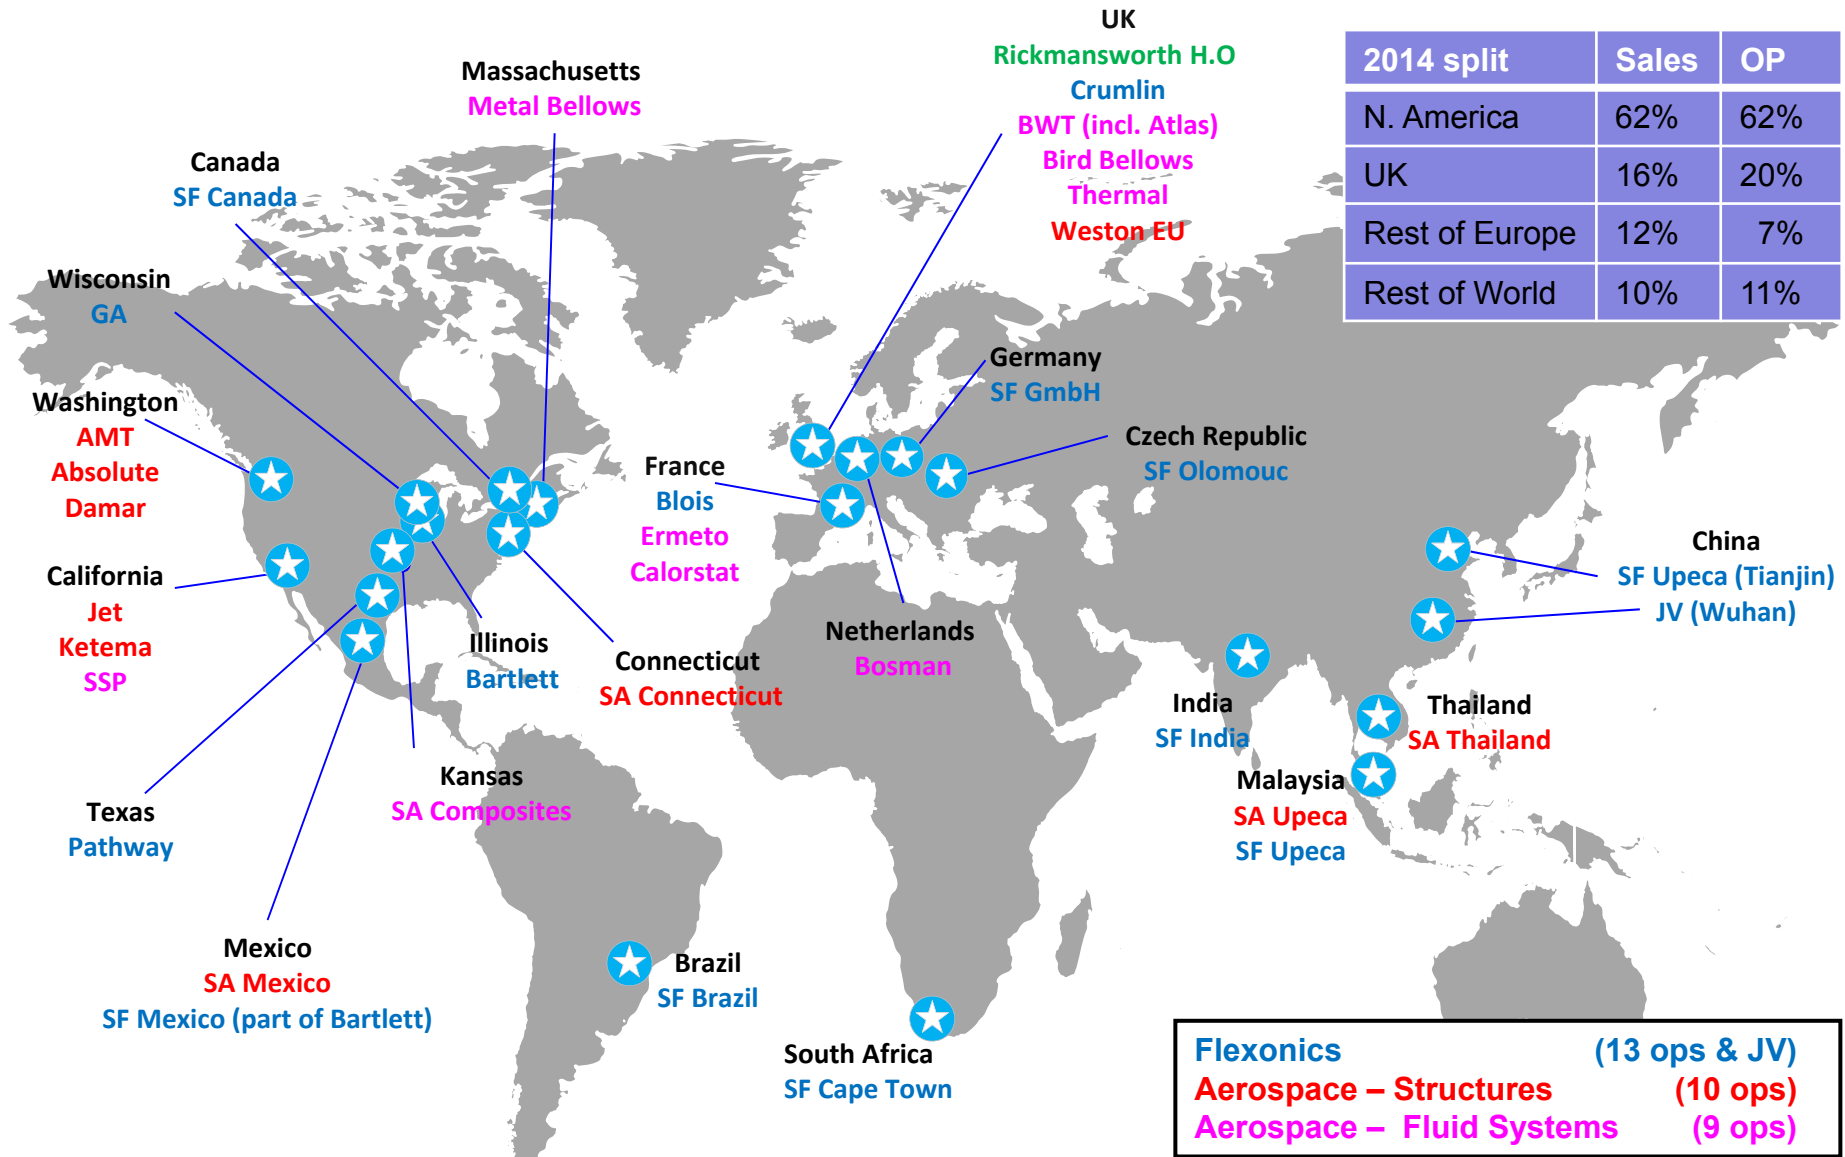 UK
Rickmansworth H.O
Crumlin
BWT (incl. Atlas)
Bird Bellows
Thermal
Weston EU
2014 split Sales OP
N. America 62% 62%
UK 16% 20%
Rest of Europe 12% 7%
Rest of World 10% 11%
Massachusetts
Metal Bellows
Canada
SF Canada
Wisconsin
GA
Washington
AMT
Absolute
Damar
California
Jet
Ketema
SSP
Texas
Pathway
Mexico
SA Mexico
SF Mexico (part of Bartlett)
Kansas
SA Composites
Illinois
Bartlett
Connecticut
SA Connecticut
France
Blois
Ermeto
Calorstat
Germany
SF GmbH
Czech Republic
SF Olomouc
Netherlands
Bosman
China
SF Upeca (Tianjin)
JV (Wuhan)
India
SF India
Thailand
SA Thailand
Malaysia
SA Upeca
SF Upeca
Brazil
SF Brazil
South Africa
SF Cape Town
Flexonics (13 ops & JV)
Aerospace – Structures (10 ops)
Aerospace – Fluid Systems (9 ops)